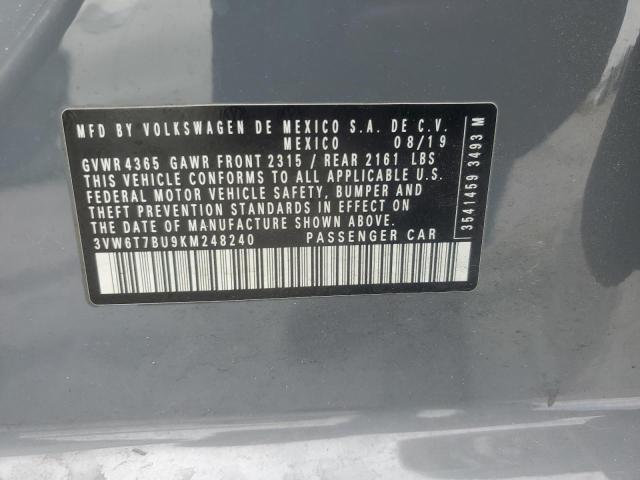 MFD BY VOLKSWAGEN DE MEXICO S.A. DE C.V.
MEXICO 08/19
GVWR 4365 GAWR FRONT 2315 / REAR 2161 LBS
THIS VEHICLE CONFORMS TO ALL APPLICABLE U.S.
FEDERAL MOTOR VEHICLE SAFETY, BUMPER AND
THEFT PREVENTION STANDARDS IN EFFECT ON
THE DATE OF MANUFACTURE SHOWN ABOVE.
3VW6T7BU9KM248240 PASSENGER CAR
3541459 3493 M